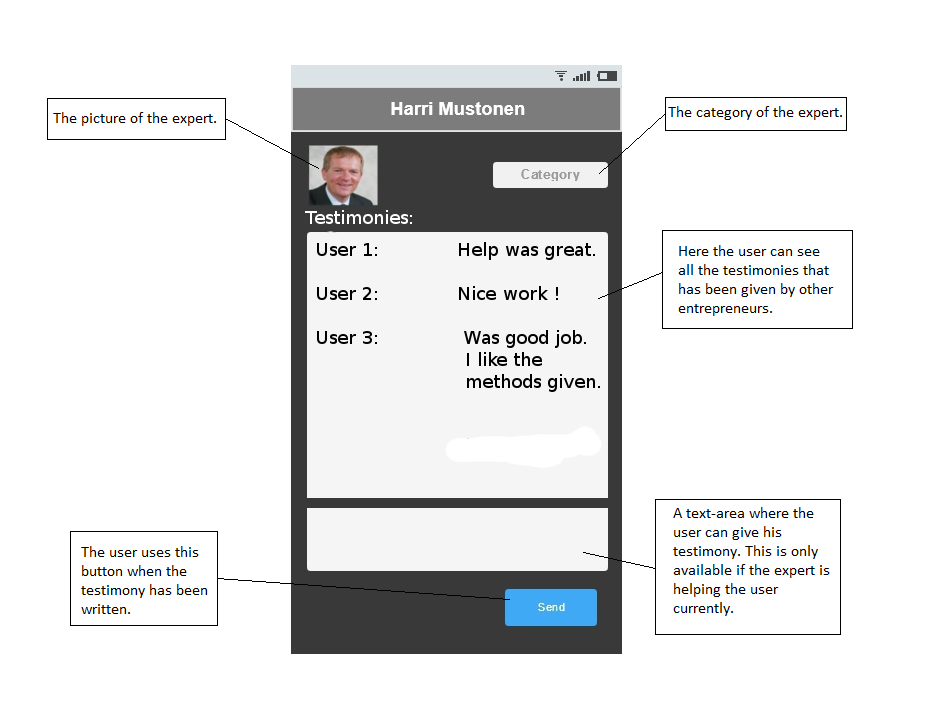 Harri Mustonen
The picture of the expert.
The category of the expert.
Category
Testimonies:
User 1: Help was great.
User 2: Nice work !
User 3: Was good job.
I like the
methods given.
Here the user can see
all the testimonies that
has been given by other
entrepreneurs.
A text-area where the
user can give his
testimony. This is only
available if the expert is
helping the user
currently.
The user uses this
button when the
testimony has been
written.
Send